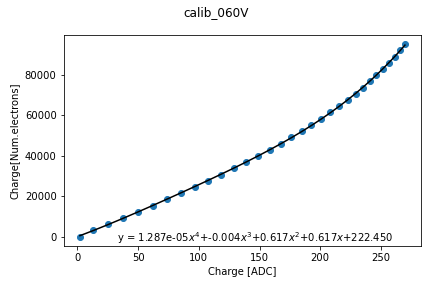 calib_060V
Charge[Num.electrons]
80000
60000
40000
20000
0
y = 1.287e-05x⁴+-0.004x³+0.617x²+0.617x+222.450
0 50 100 150 200 250
Charge [ADC]